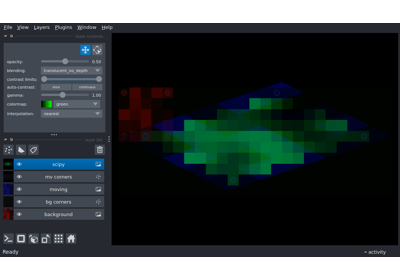 File View Layers Plugins Window Help
opacity: 0.50
blending: translucent_no_depth
contrast limits:
auto-contrast: once continuous
gamma: 1.00
colormap: green
interpolation: nearest
scipy
mv corners
moving
bg corners
background
Ready activity